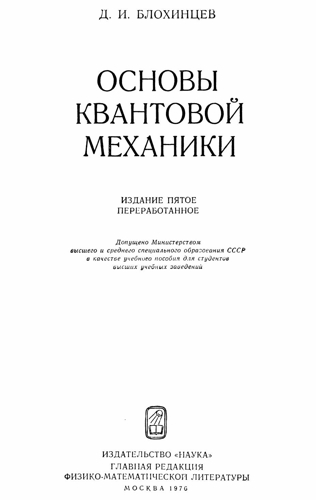 Д. И. БЛОХИНЦЕВ
ОСНОВЫ
КВАНТОВОЙ
МЕХАНИКИ
ИЗДАНИЕ ПЯТОЕ
ПЕРЕРАБОТАННОЕ
Допущено Министерством
высшего и среднего специального образования СССР
в качестве учебного пособия для студентов
высших учебных заведений
ИЗДАТЕЛЬСТВО «НАУКА»
ГЛАВНАЯ РЕДАКЦИЯ
ФИЗИКО-МАТЕМАТИЧЕСКОЙ ЛИТЕРАТУРЫ
МОСКВА 1976